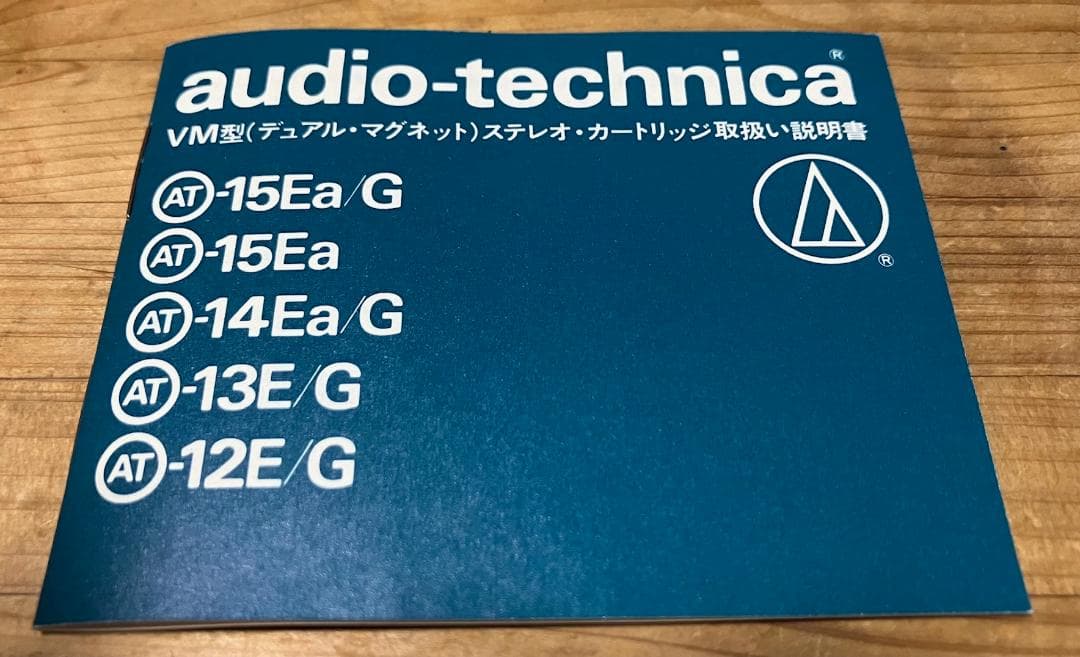 audio-technica®
VM型(デュアル・マグネット)ステレオ・カートリッジ取扱い説明書
AT-15Ea/G
AT-15Ea
AT-14Ea/G
AT-13E/G
AT-12E/G
®